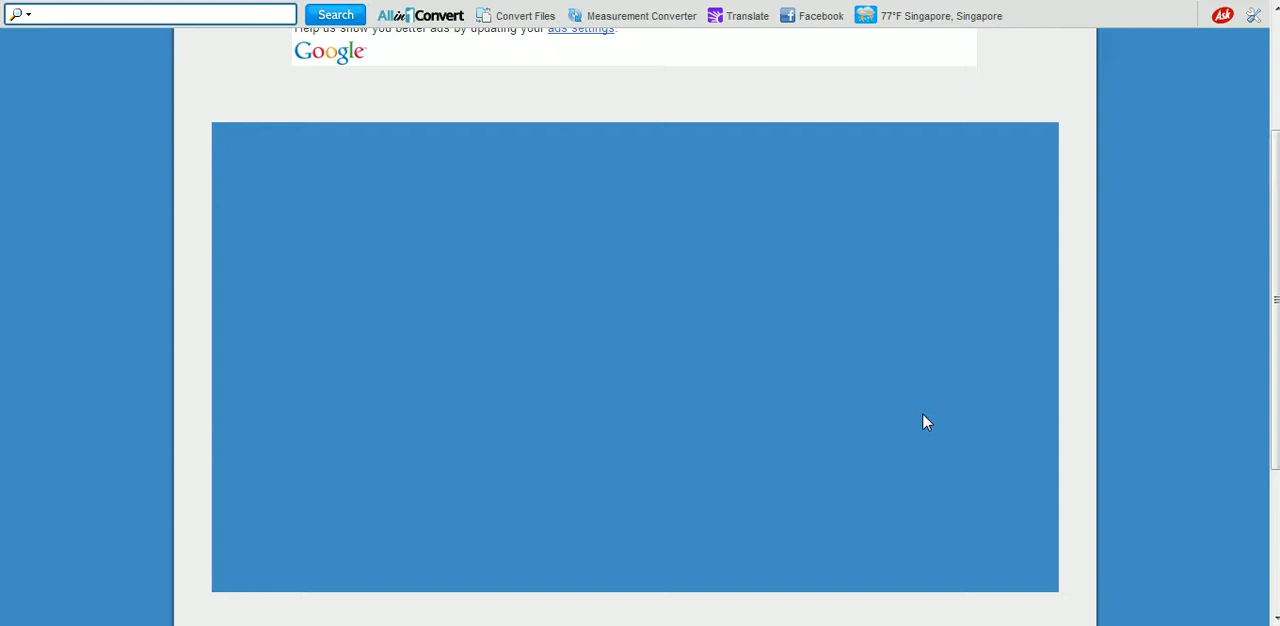 Search AllinConvert Convert Files Measurement Converter Translate Facebook 77°F Singapore, Singapore Ask
Help us show you better ads by updating your ads settings.
Google